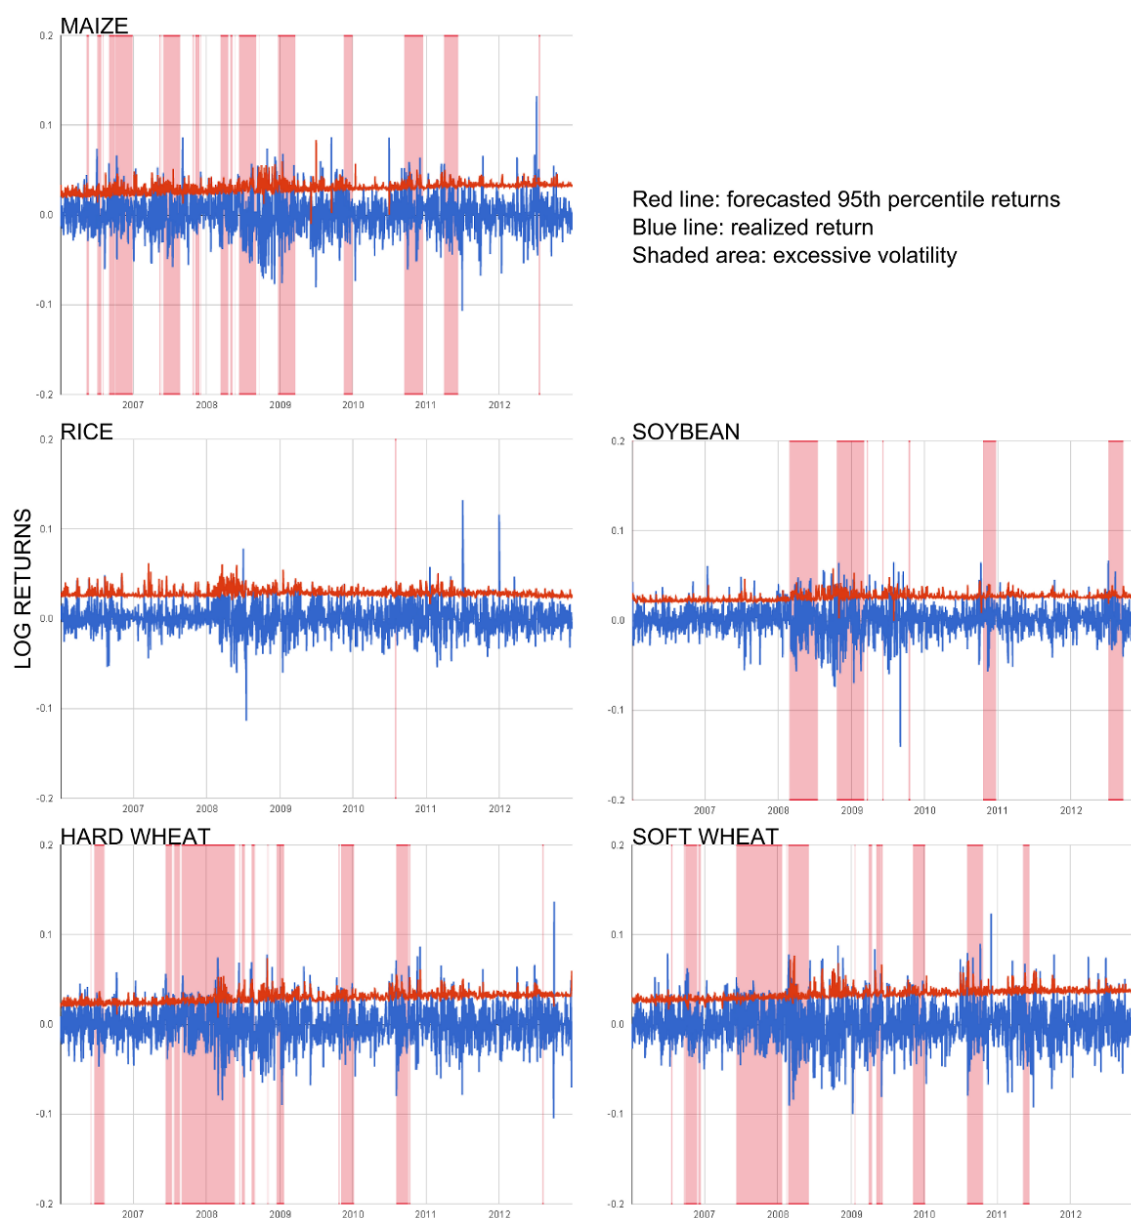 MAIZE
0.2
0.1
0.0
-0.1
-0.2
2007 2008 2009 2010 2011 2012
Red line: forecasted 95th percentile returns
Blue line: realized return
Shaded area: excessive volatility
LOG RETURNS
RICE
0.2
0.1
0.0
-0.1
-0.2
2007 2008 2009 2010 2011 2012
SOYBEAN
0.2
0.1
0.0
-0.1
-0.2
2007 2008 2009 2010 2011 2012
HARD WHEAT
0.2
0.1
0.0
-0.1
-0.2
2007 2008 2009 2010 2011 2012
SOFT WHEAT
0.2
0.1
0.0
-0.1
-0.2
2007 2008 2009 2010 2011 2012